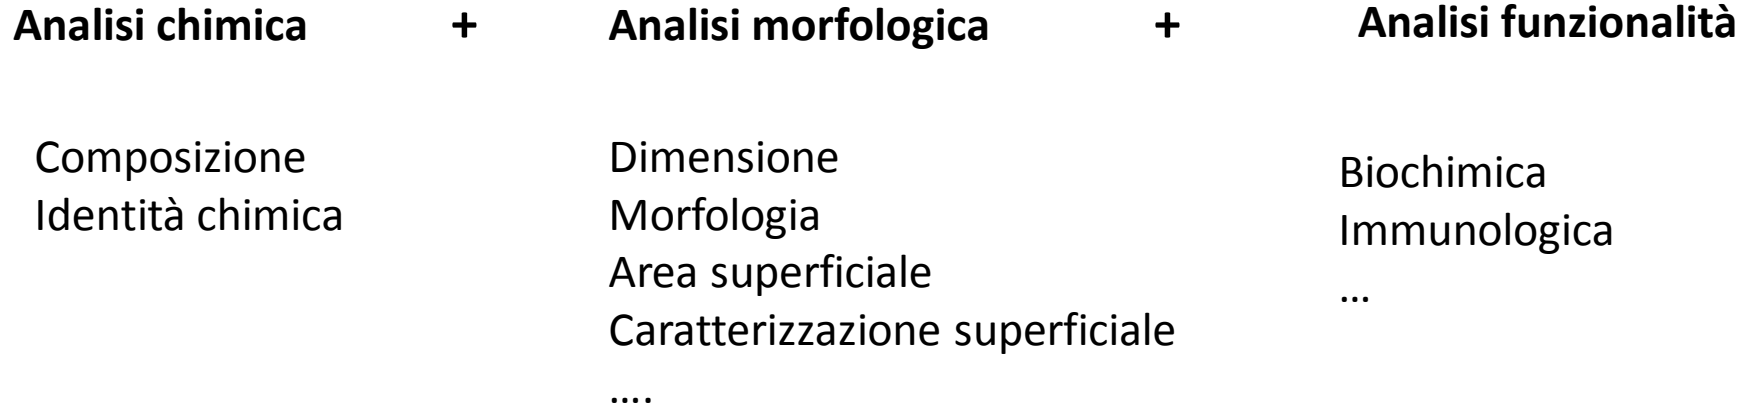 Analisi chimica + Analisi morfologica + Analisi funzionalità
Composizione
Identità chimica
Dimensione
Morfologia
Area superficiale
Caratterizzazione superficiale
....
Biochimica
Immunologica
...